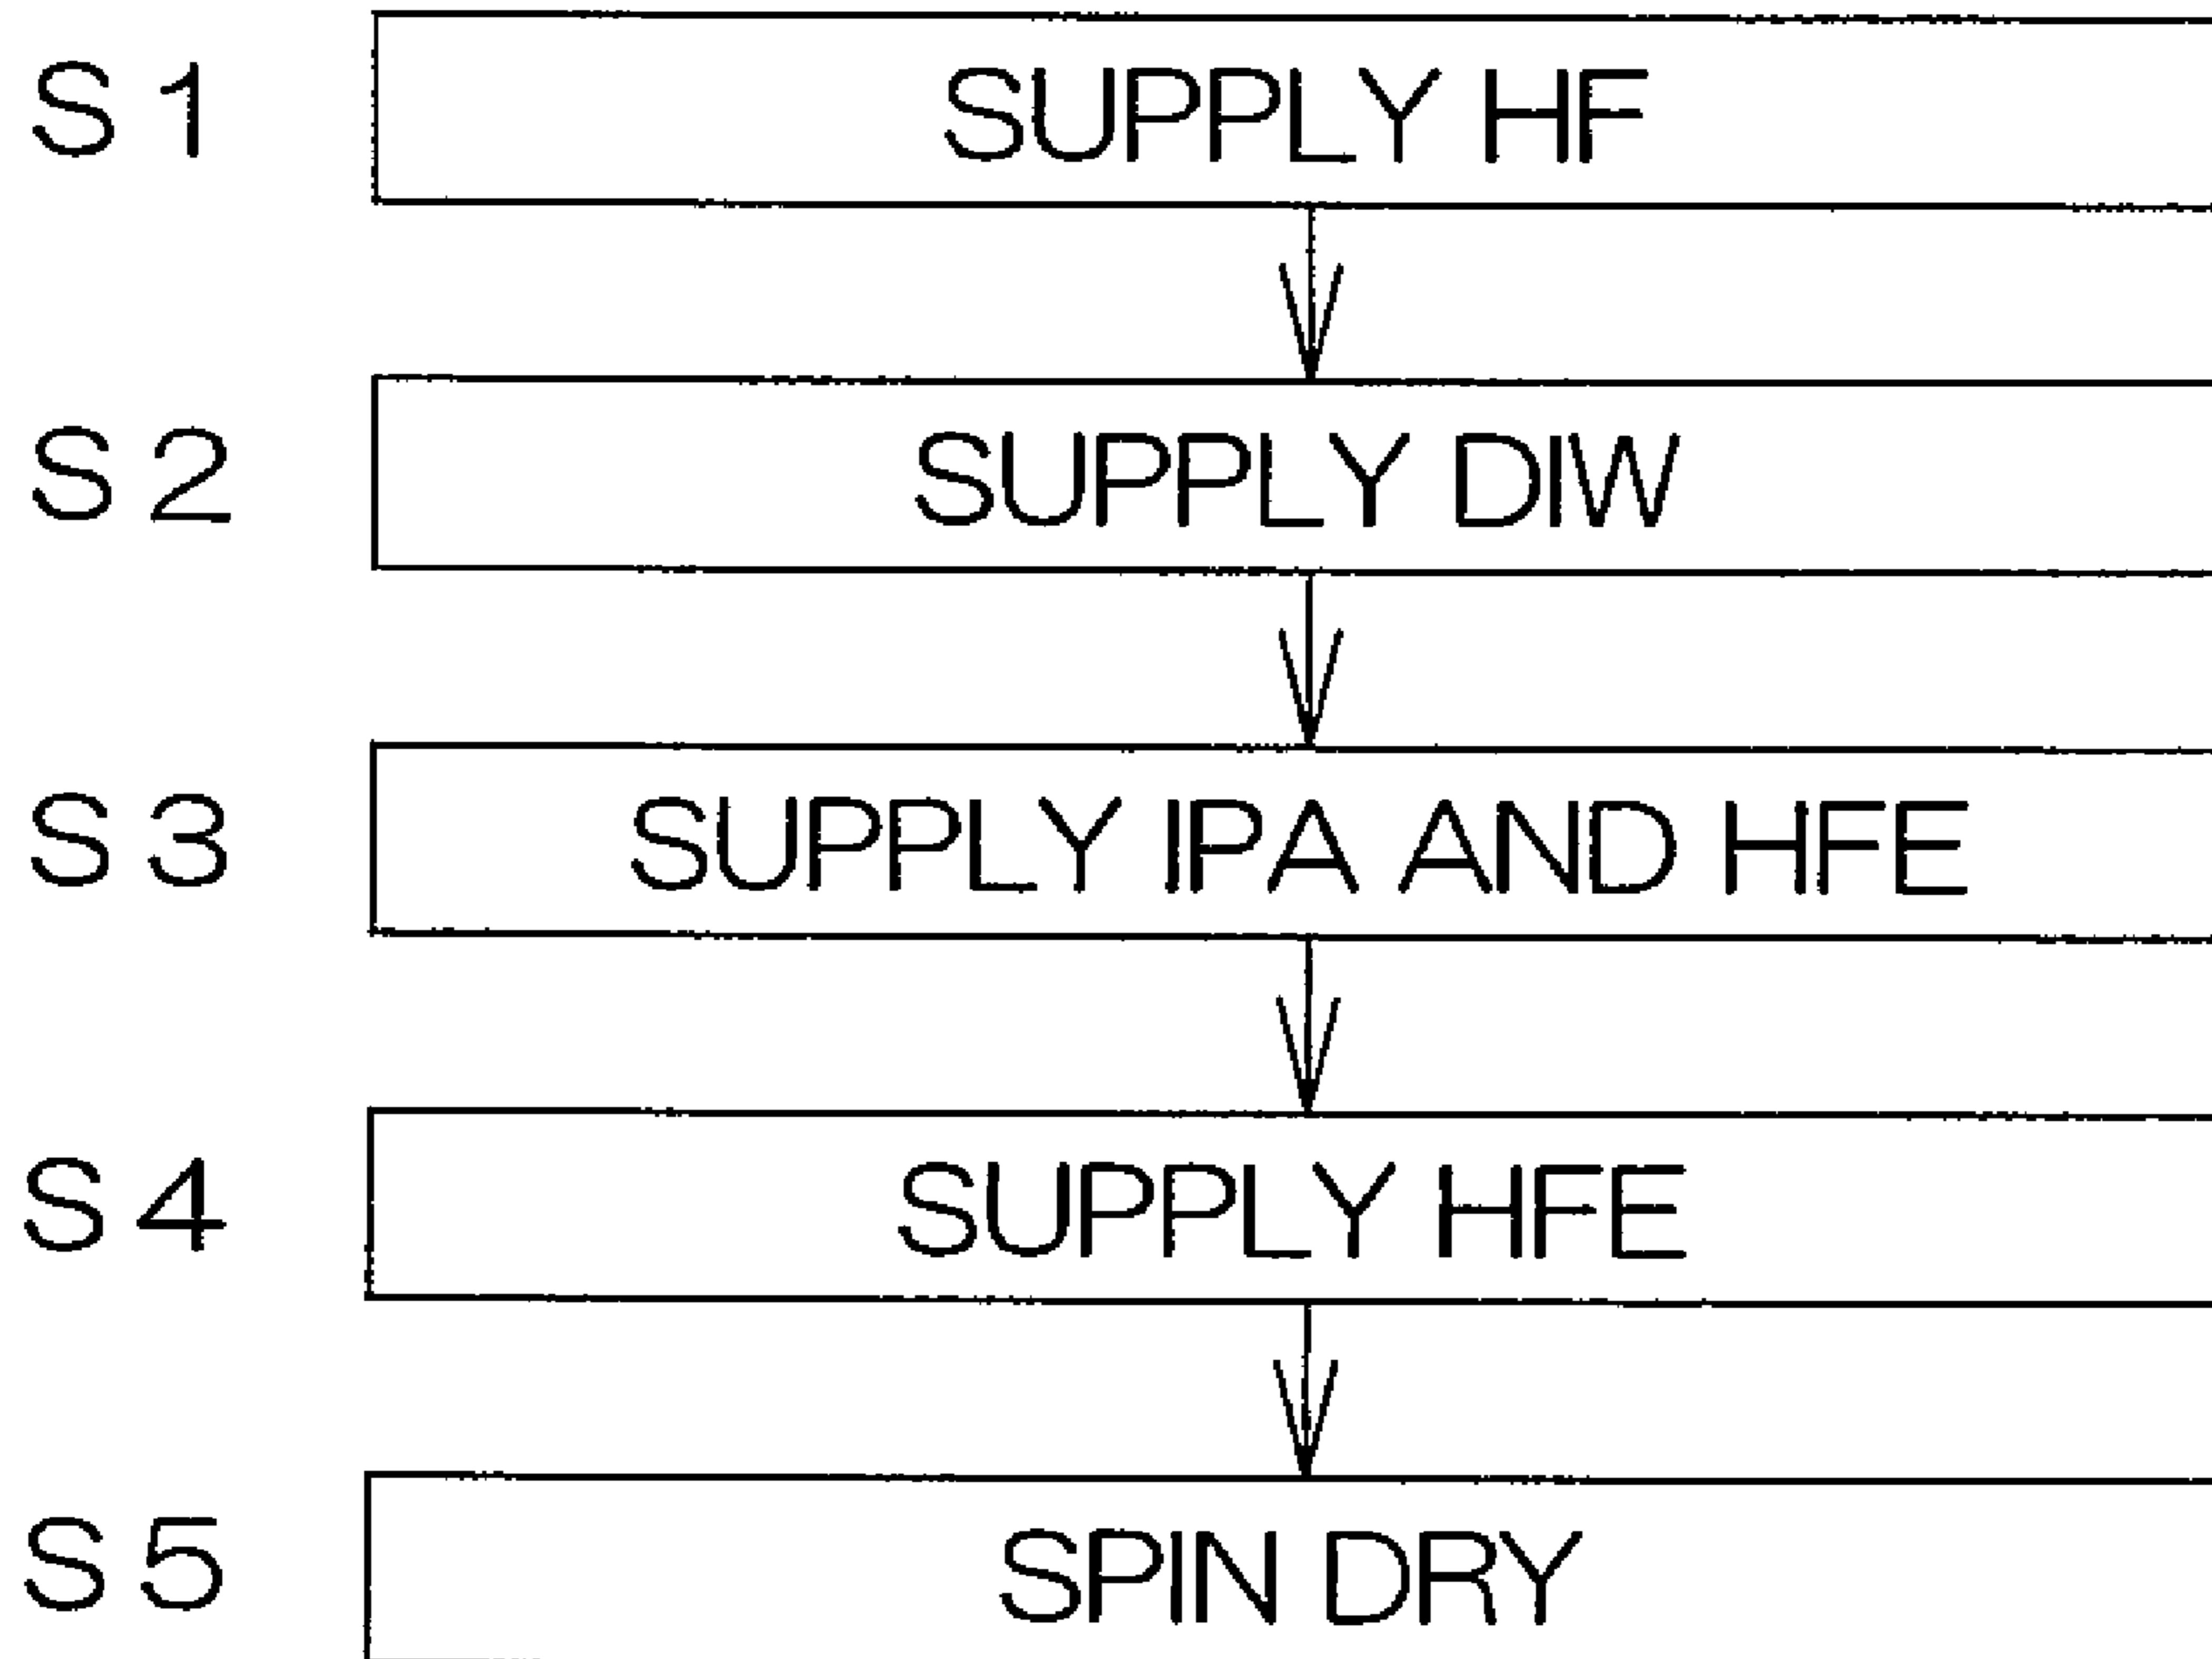 S1 SUPPLY HF
S2 SUPPLY DIW
S3 SUPPLY IPA AND HFE
S4 SUPPLY HFE
S5 SPIN DRY